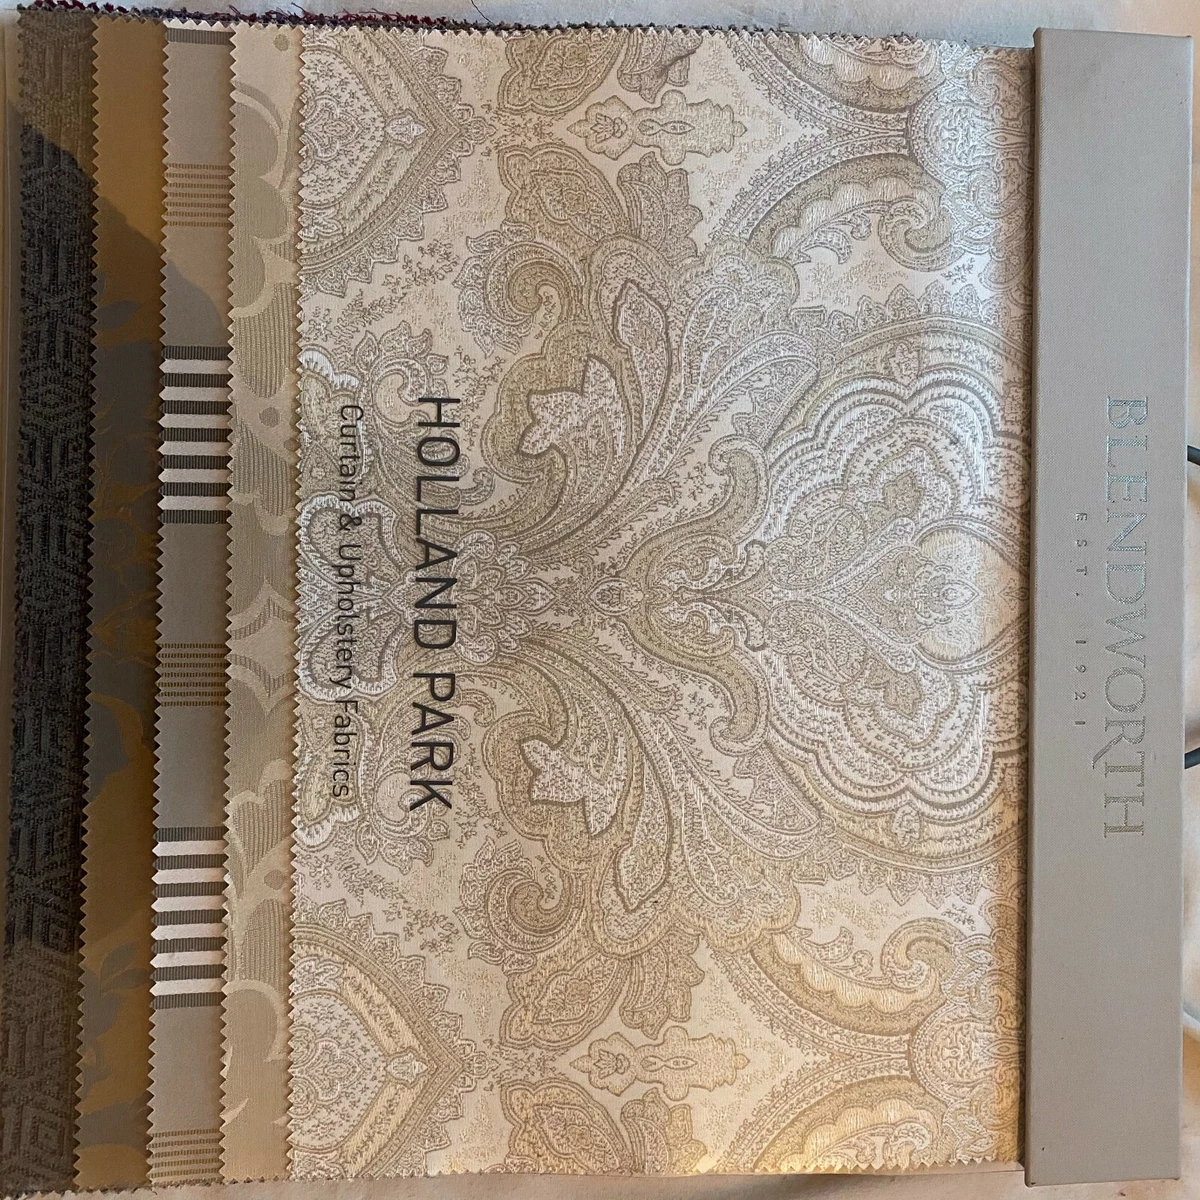 BLENDWORTH
EST. 1921
HOLLAND PARK
Curtain & Upholstery Fabrics